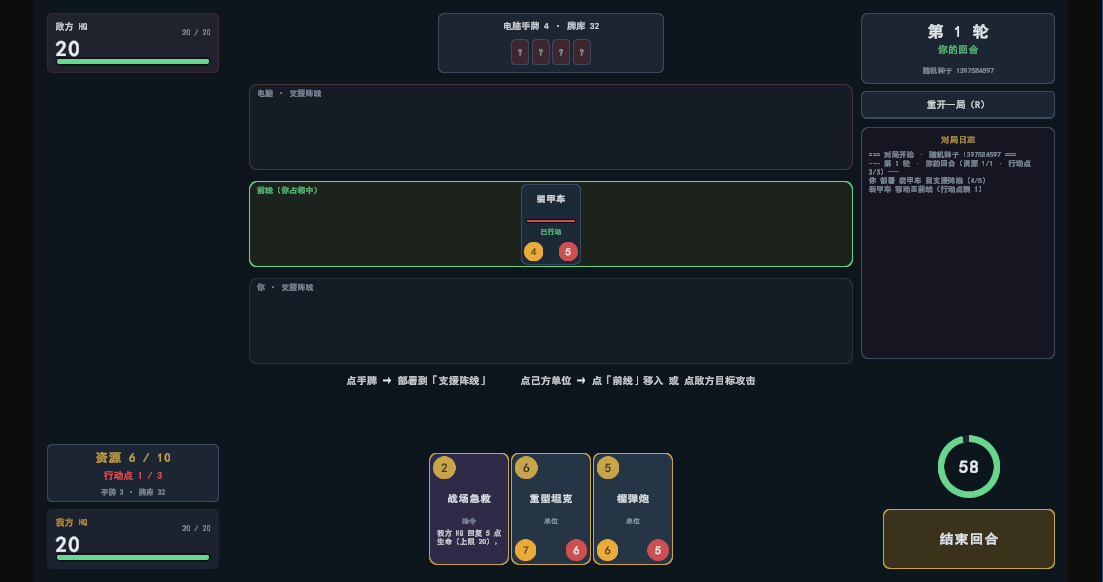 敌方 HQ
20 / 20
20
电脑手牌 4 · 牌库 32
? ? ? ?
第 1 轮
你的回合
随机种子 1397584597
重开一局（R）
电脑 · 支援阵线
前线（你占领中）
装甲车
已行动
4 5
你 · 支援阵线
对局日志
=== 对局开始 · 随机种子 1397584597 ===
—— 第 1 轮 · 你的回合（资源 1/1 · 行动点
3/3）——
你 部署 装甲车 到支援阵线（4/5）
装甲车 移动至前线（行动点剩 1）
点手牌 → 部署到「支援阵线」 点己方单位 → 点「前线」移入 或 点敌方目标攻击
资源 6 / 10
行动点 1 / 3
手牌 3 · 牌库 32
我方 HQ
20 / 20
20
2
战场急救
指令
我方 HQ 回复 5 点
生命（上限 20）。
6
重型坦克
单位
7 6
5
榴弹炮
单位
6 5
58
结束回合